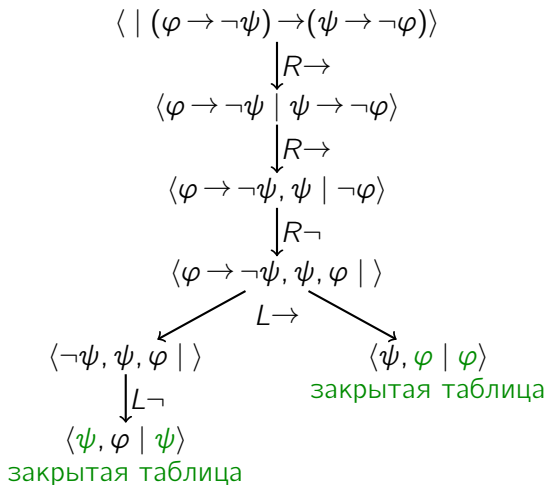 ⟨ | (φ → ¬ψ) → (ψ → ¬φ)⟩
R→
⟨φ → ¬ψ | ψ → ¬φ⟩
R→
⟨φ → ¬ψ, ψ | ¬φ⟩
R¬
⟨φ → ¬ψ, ψ, φ | ⟩
L→
⟨¬ψ, ψ, φ | ⟩ ⟨ψ, φ | φ⟩
закрытая таблица
L¬
⟨ψ, φ | ψ⟩
закрытая таблица